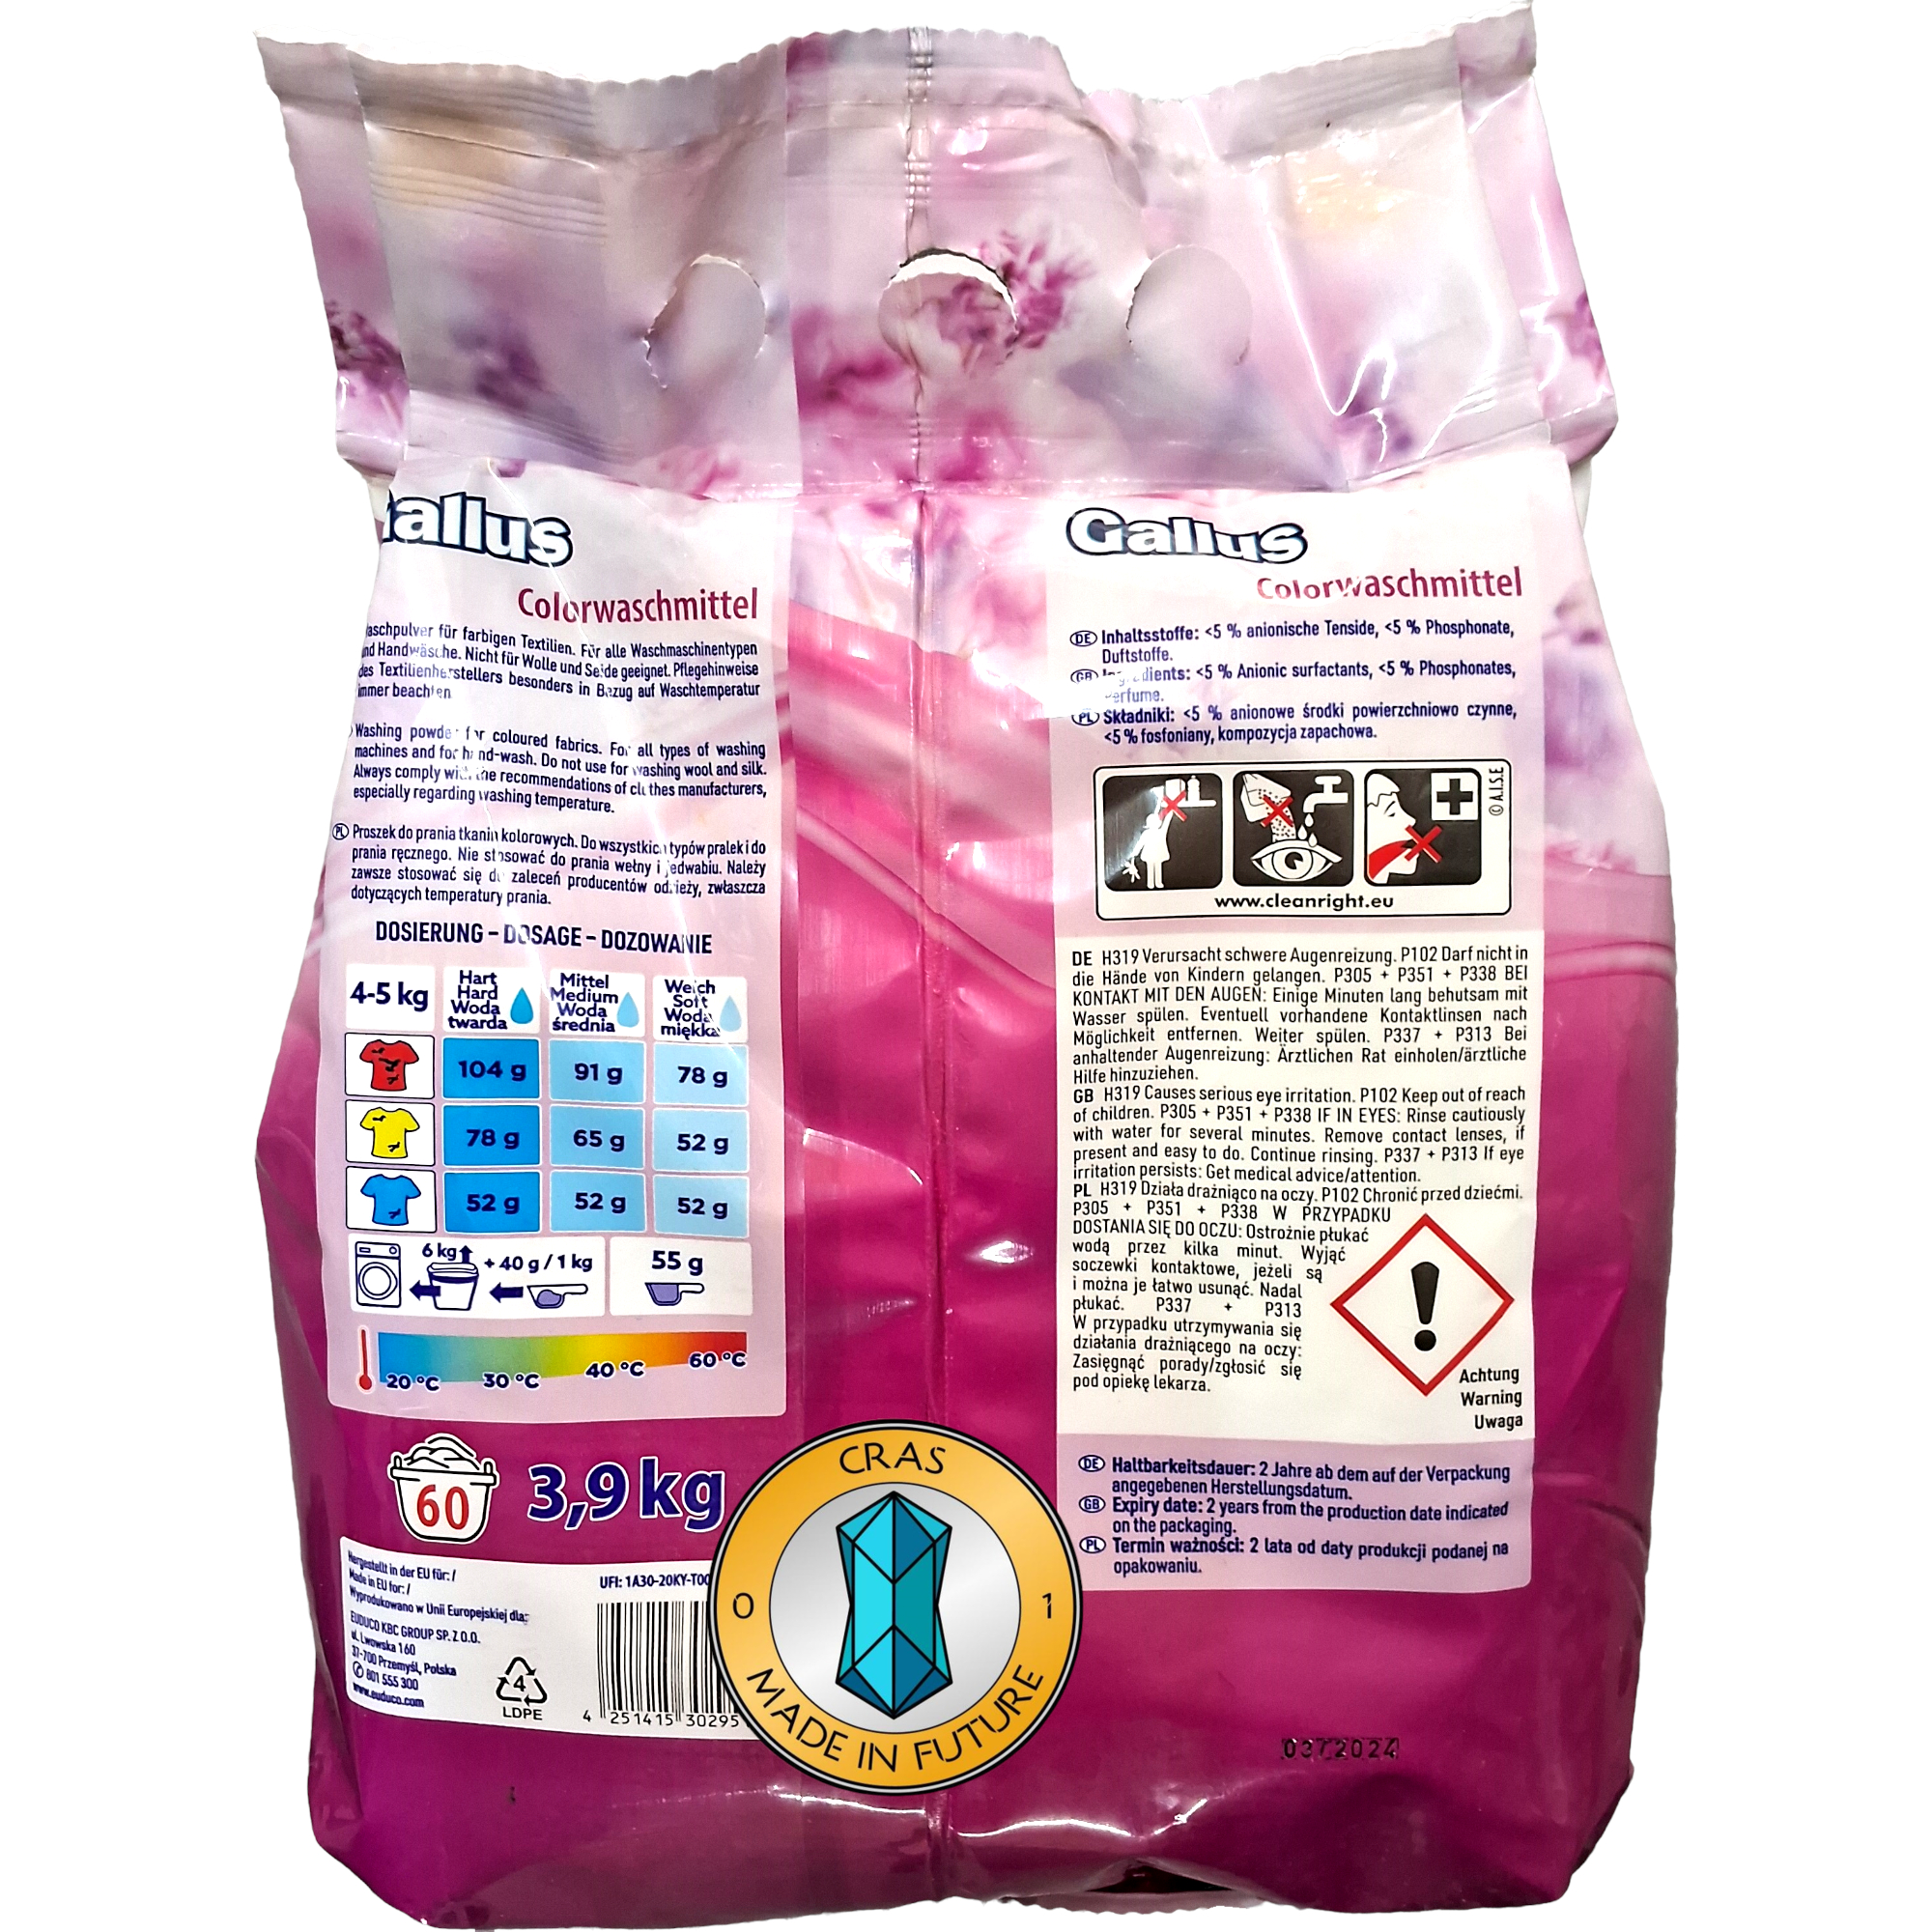 Gallus
Colorwaschmittel
für farbigen Textilien. Für alle Waschmaschinentypen
Handwäsche. Nicht für Wolle und Seide geeignet. Pflegehinweise
des Textilienherstellers besonders in Bezug auf Waschtemperatur
immer beachten
Washing powder for coloured fabrics. For all types of washing
machines and for hand-wash. Do not use for washing wool and silk.
Always comply with the recommendations of clothes manufacturers,
especially regarding washing temperature.
PL Proszek do prania tkanin kolorowych. Do wszystkich typów pralek i do
prania ręcznego. Nie stosować do prania wełny i jedwabiu. Należy
zawsze stosować się do zaleceń producentów odzieży, zwłaszcza
dotyczących temperatury prania.
DOSIERUNG – DOSAGE – DOZOWANIE
4-5 kg
Hart
Hard
Woda
twarda
Mittel
Medium
Woda
średnia
Weich
Soft
Woda
miękka
104 g 91 g 78 g
78 g 65 g 52 g
52 g 52 g 52 g
6 kg + 40 g / 1 kg 55 g
20 °C 30 °C 40 °C 60 °C
60 3,9 kg
Hergestellt in der EU für: /
Made in EU for: /
Wyprodukowano w Unii Europejskiej dla:
EUDUCO KBC GROUP SP. Z O.O.
ul. Lwowska 160
37-700 Przemyśl, Polska
801 555 300
www.euduco.com
4
LDPE
UFI: 1A30-20KY-T00
4 251415 30295
CRAS
0 1
MADE IN FUTURE
Gallus
Colorwaschmittel
DE Inhaltsstoffe: <5 % anionische Tenside, <5 % Phosphonate,
Duftstoffe.
GB Ingredients: <5 % Anionic surfactants, <5 % Phosphonates,
Perfume.
PL Składniki: <5 % anionowe środki powierzchniowo czynne,
<5 % fosfoniany, kompozycja zapachowa.
© A.I.S.E
www.cleanright.eu
DE H319 Verursacht schwere Augenreizung. P102 Darf nicht in
die Hände von Kindern gelangen. P305 + P351 + P338 BEI
KONTAKT MIT DEN AUGEN: Einige Minuten lang behutsam mit
Wasser spülen. Eventuell vorhandene Kontaktlinsen nach
Möglichkeit entfernen. Weiter spülen. P337 + P313 Bei
anhaltender Augenreizung: Ärztlichen Rat einholen/ärztliche
Hilfe hinzuziehen.
GB H319 Causes serious eye irritation. P102 Keep out of reach
of children. P305 + P351 + P338 IF IN EYES: Rinse cautiously
with water for several minutes. Remove contact lenses, if
present and easy to do. Continue rinsing. P337 + P313 If eye
irritation persists: Get medical advice/attention.
PL H319 Działa drażniąco na oczy. P102 Chronić przed dziećmi.
P305 + P351 + P338 W PRZYPADKU
DOSTANIA SIĘ DO OCZU: Ostrożnie płukać
wodą przez kilka minut. Wyjąć
soczewki kontaktowe, jeżeli są
i można je łatwo usunąć. Nadal
płukać. P337 + P313
W przypadku utrzymywania się
działania drażniącego na oczy:
Zasięgnąć porady/zgłosić się
pod opiekę lekarza.
Achtung
Warning
Uwaga
DE Haltbarkeitsdauer: 2 Jahre ab dem auf der Verpackung
angegebenen Herstellungsdatum.
GB Expiry date: 2 years from the production date indicated
on the packaging.
PL Termin ważności: 2 lata od daty produkcji podanej na
opakowaniu.
03/2024